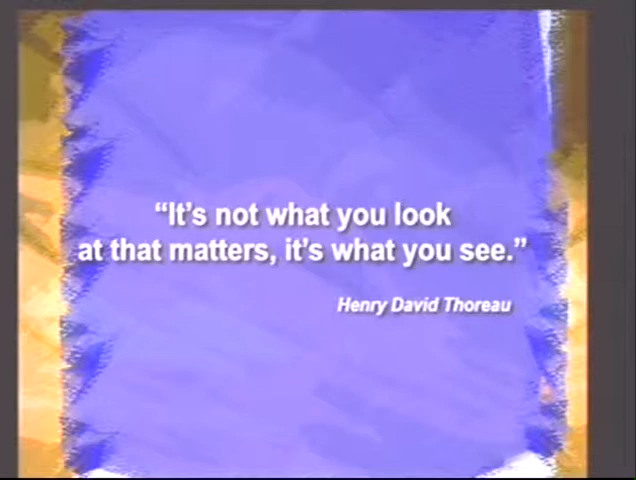 “It’s not what you look
at that matters, it’s what you see.”
Henry David Thoreau